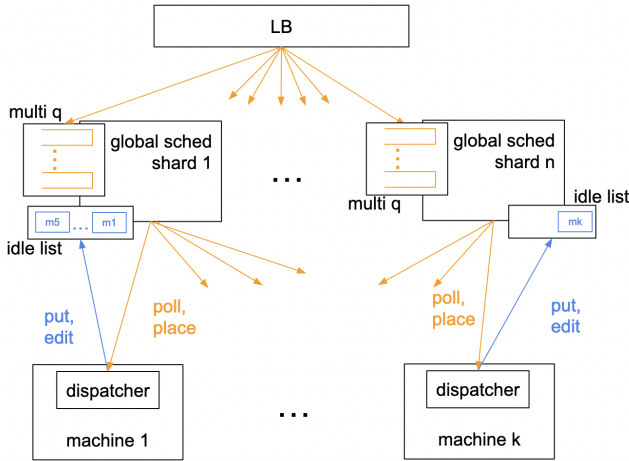 LB
multi q
global sched
shard 1
m5
...
m1
idle list
...
global sched
shard n
multi q
idle list
mk
put,
edit
poll,
place
poll,
place
put,
edit
dispatcher
machine 1
...
dispatcher
machine k